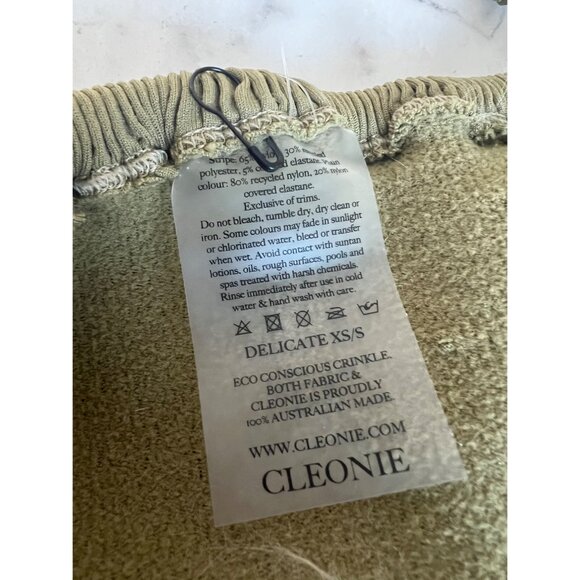 Stripe: 65% 30%
polyester, 5% elastane. Plain
colour: 80% recycled nylon, 20% nylon
covered elastane.
Exclusive of trims.
Do not bleach, tumble dry, dry clean or
iron. Some colours may fade in sunlight
or chlorinated water, bleed or transfer
when wet. Avoid contact with suntan
lotions, oils, rough surfaces, pools and
spas treated with harsh chemicals.
Rinse immediately after use in cold
water & hand wash with care.
DELICATE XS/S
ECO CONSCIOUS CRINKLE.
BOTH FABRIC &
CLEONIE IS PROUDLY
100% AUSTRALIAN MADE.
WWW.CLEONIE.COM
CLEONIE